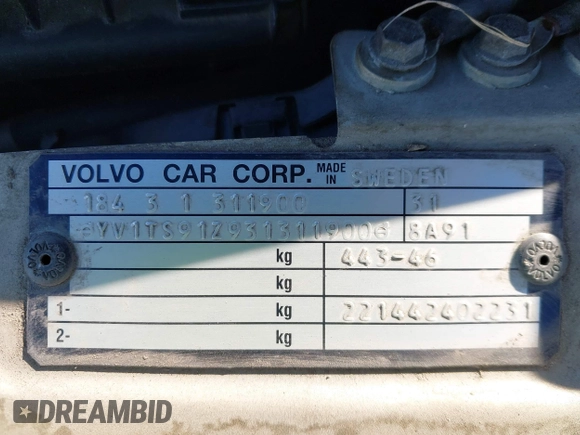 VOLVO CAR CORP. MADE IN SWEDEN
184 3 1 311900 31
YV1TS91Z931311900 8A91
kg 443-46
kg
1- kg 221442402231
2- kg
DREAMBID